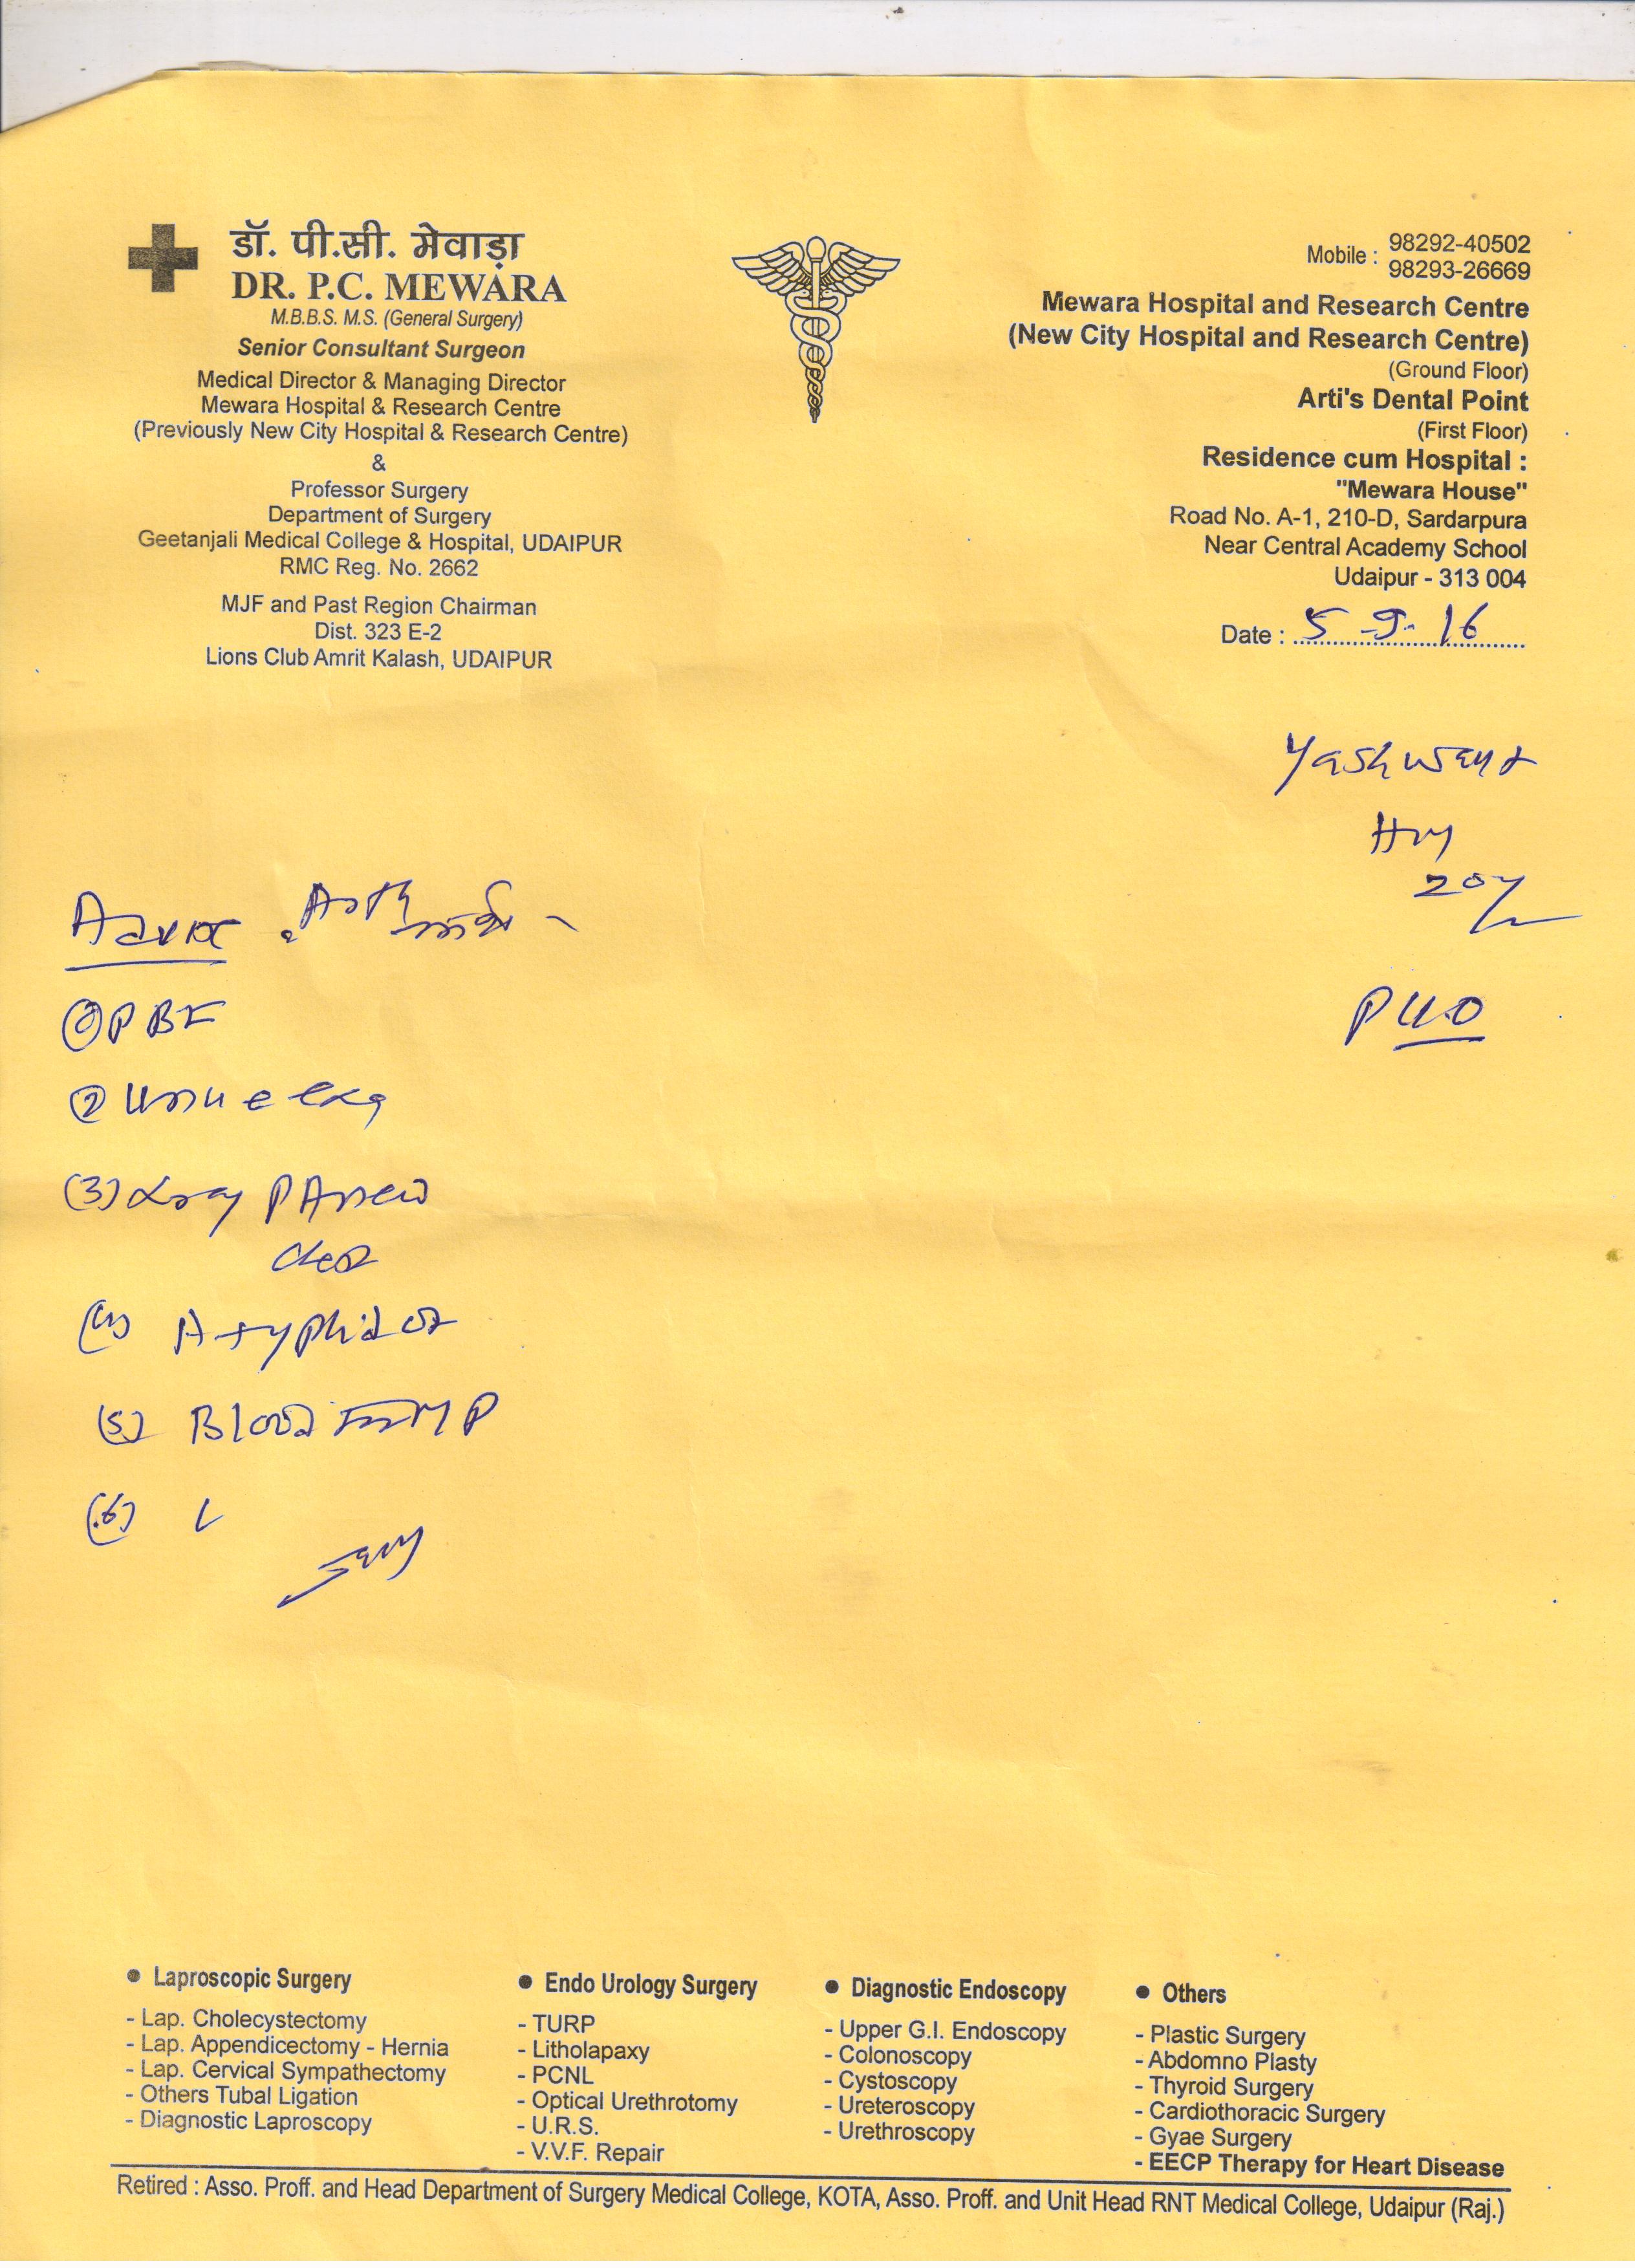 डॉ. पी.सी. मेवाड़ा
DR. P.C. MEWARA
M.B.B.S. M.S. (General Surgery)
Senior Consultant Surgeon
Medical Director & Managing Director
Mewara Hospital & Research Centre
(Previously New City Hospital & Research Centre)
&
Professor Surgery
Department of Surgery
Geetanjali Medical College & Hospital, UDAIPUR
RMC Reg. No. 2662
MJF and Past Region Chairman
Dist. 323 E-2
Lions Club Amrit Kalash, UDAIPUR
Mobile : 98292-40502
98293-26669
Mewara Hospital and Research Centre
(New City Hospital and Research Centre)
(Ground Floor)
Arti's Dental Point
(First Floor)
Residence cum Hospital :
"Mewara House"
Road No. A-1, 210-D, Sardarpura
Near Central Academy School
Udaipur - 313 004
Date : 5-9-16
Yashwant
20y
PUO
Advice
① PBF
② Urine
(3) Xray PA view
chest
(4) Typhidot
(5) Blood for MP
(6)
● Laproscopic Surgery
- Lap. Cholecystectomy
- Lap. Appendicectomy - Hernia
- Lap. Cervical Sympathectomy
- Others Tubal Ligation
- Diagnostic Laproscopy
● Endo Urology Surgery
- TURP
- Litholapaxy
- PCNL
- Optical Urethrotomy
- U.R.S.
- V.V.F. Repair
● Diagnostic Endoscopy
- Upper G.I. Endoscopy
- Colonoscopy
- Cystoscopy
- Ureteroscopy
- Urethroscopy
● Others
- Plastic Surgery
- Abdomno Plasty
- Thyroid Surgery
- Cardiothoracic Surgery
- Gyae Surgery
- EECP Therapy for Heart Disease
Retired : Asso. Proff. and Head Department of Surgery Medical College, KOTA, Asso. Proff. and Unit Head RNT Medical College, Udaipur (Raj.)